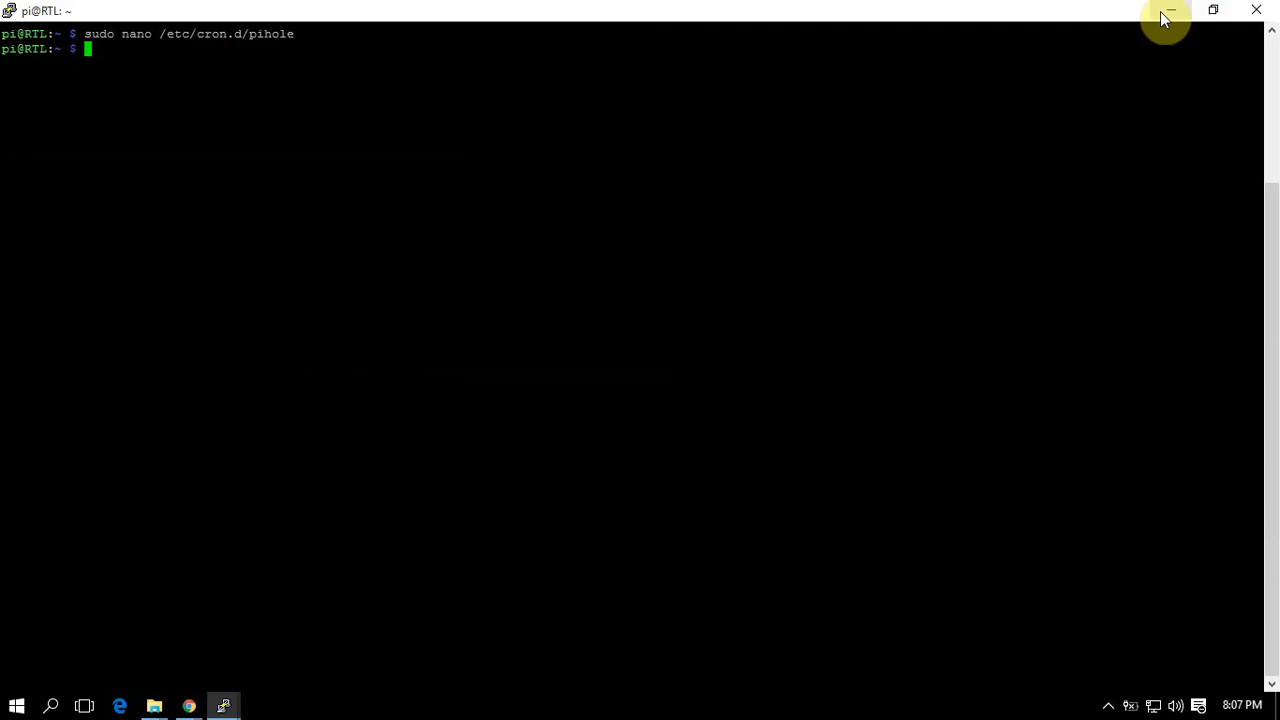 pi@RTL: ~
pi@RTL:~ $ sudo nano /etc/cron.d/pihole
pi@RTL:~ $
8:07 PM